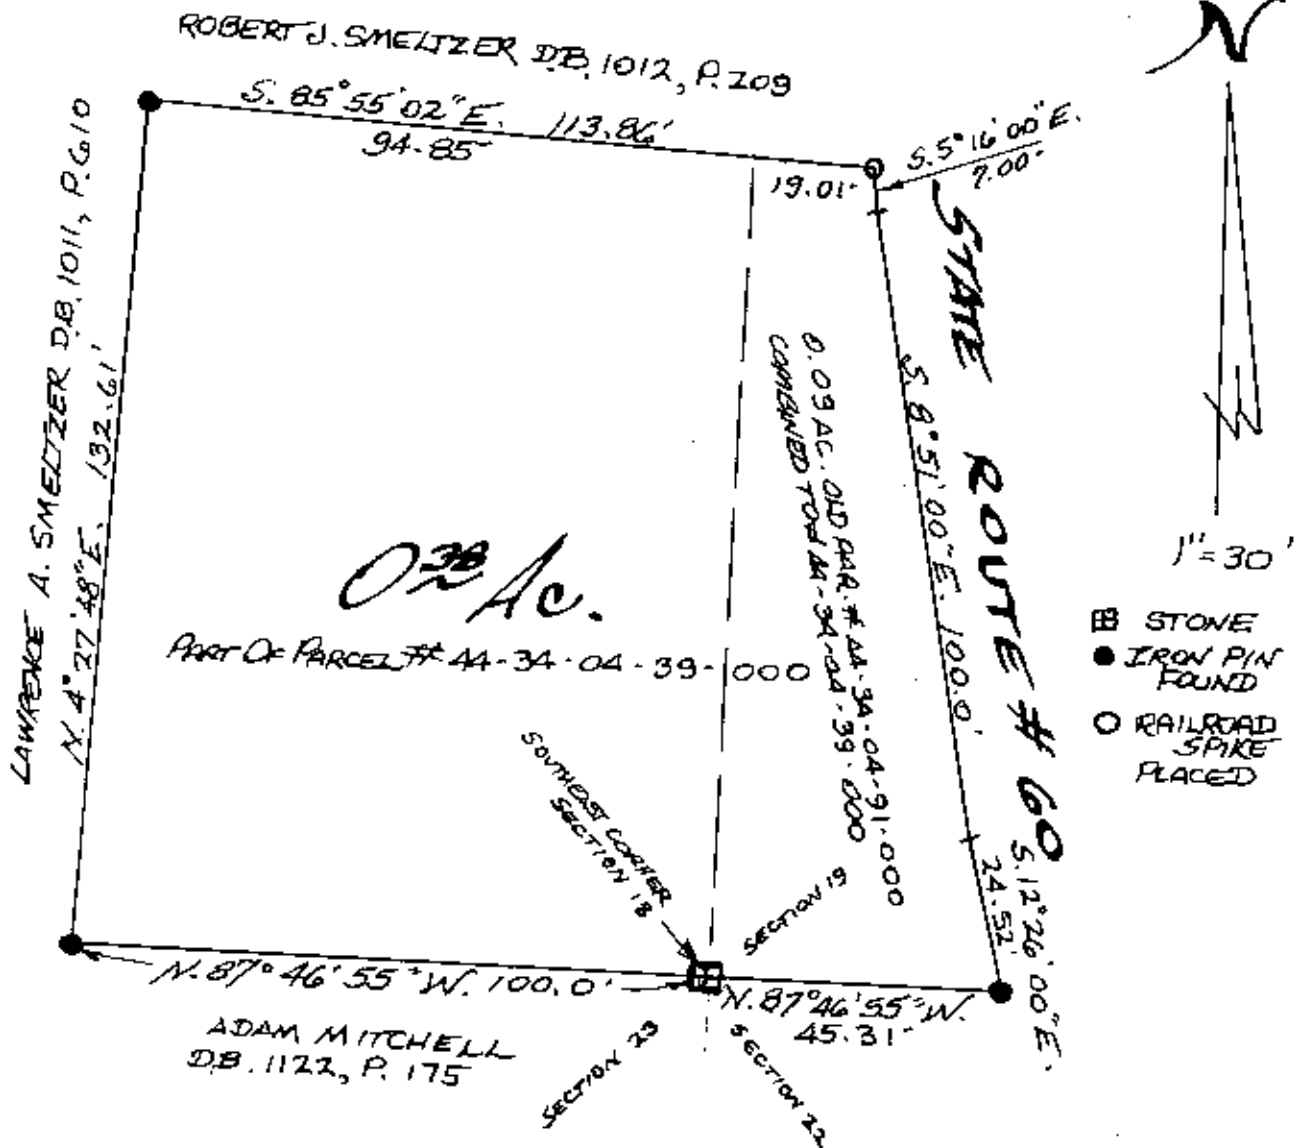 ROBERT J. SMELTZER D.B. 1012, P. 209
S. 85° 55' 02" E. 113.86'
94.85
19.01'
S. 5° 16' 00" E.
7.00'
N
LAWRENCE A. SMELTZER D.B. 1011, P. 610
N. 4° 27' 48" E. 132.61'
STATE ROUTE # 60
S. 8° 51' 00" E. 100.0'
0.09 AC. OLD PAR. # 44-34-04-91-000
COMBINED TO # 44-34-04-39-000
1" = 30'
STONE
IRON PIN
FOUND
RAILROAD
SPIKE
PLACED
0.38 Ac.
PART OF PARCEL # 44-34-04-39-000
SOUTHEAST CORNER
SECTION 18
SECTION 19
S. 12° 26' 00" E.
24.52'
N. 87° 46' 55" W. 100.0'
N. 87° 46' 55" W.
45.31'
ADAM MITCHELL
D.B. 1122, P. 175
SECTION 23
SECTION 22